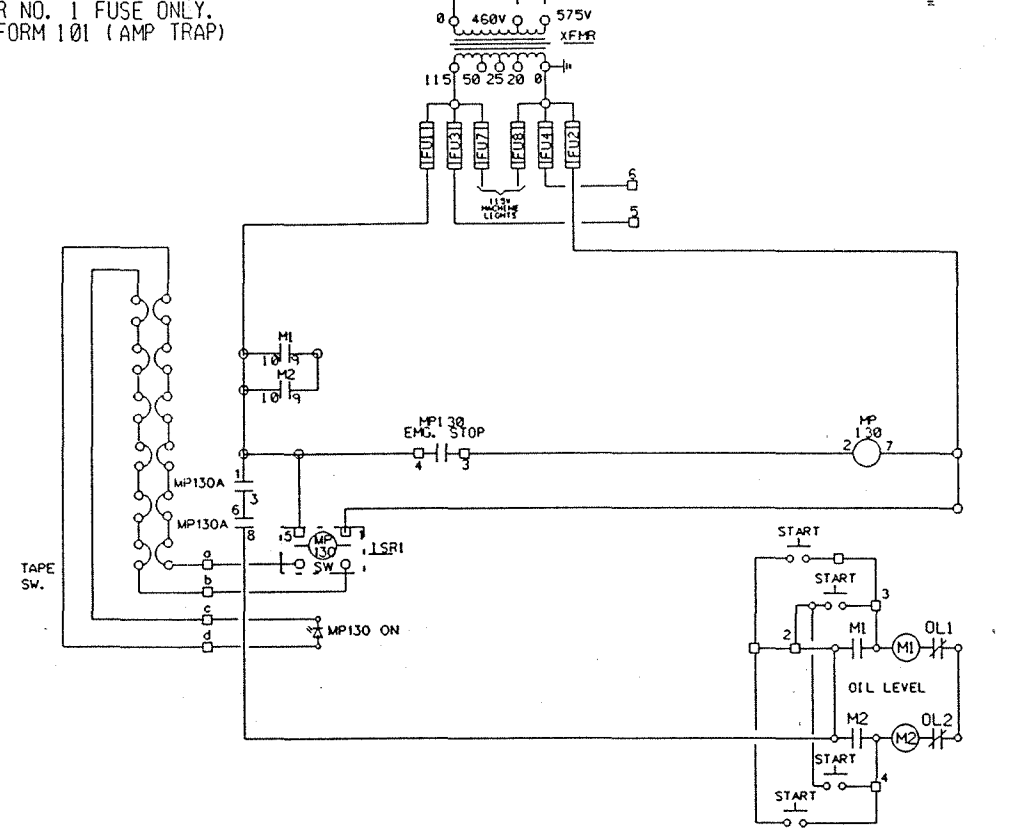 R NO. 1 FUSE ONLY.
FORM 101 (AMP TRAP)
0 460V 575V
XFMR
115 50 25 20 0
FU1 FU3 FU7 FU8 FU4 FU2
6
115V
MACHINE
LIGHTS
5
M1
10 9
M2
10 9
MP130
EMG. STOP
4 3
MP
130
2 7
1
MP130A
3
6
MP130A
8
5 1
MP
130
SW
1SR1
TAPE
SW.
a
b
c
d
MP130 ON
START
START
3
2
M1 M1 OL1
OIL LEVEL
M2 M2 OL2
START
4
START